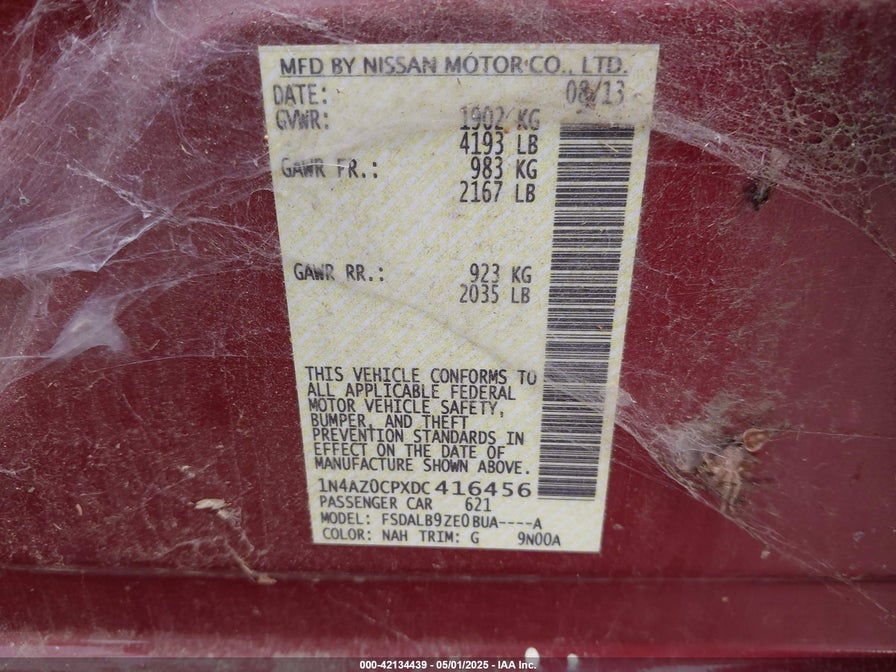 MFD BY NISSAN MOTOR CO., LTD.
DATE: 08/13
GVWR: 1902 KG
4193 LB
GAWR FR.: 983 KG
2167 LB
GAWR RR.: 923 KG
2035 LB
THIS VEHICLE CONFORMS TO
ALL APPLICABLE FEDERAL
MOTOR VEHICLE SAFETY,
BUMPER, AND THEFT
PREVENTION STANDARDS IN
EFFECT ON THE DATE OF
MANUFACTURE SHOWN ABOVE.
1N4AZ0CPXDC416456
PASSENGER CAR 621
MODEL: FSDALB9ZE0BUA----A
COLOR: NAH TRIM: G 9N00A
000-42134439 - 05/01/2025 - IAA Inc.